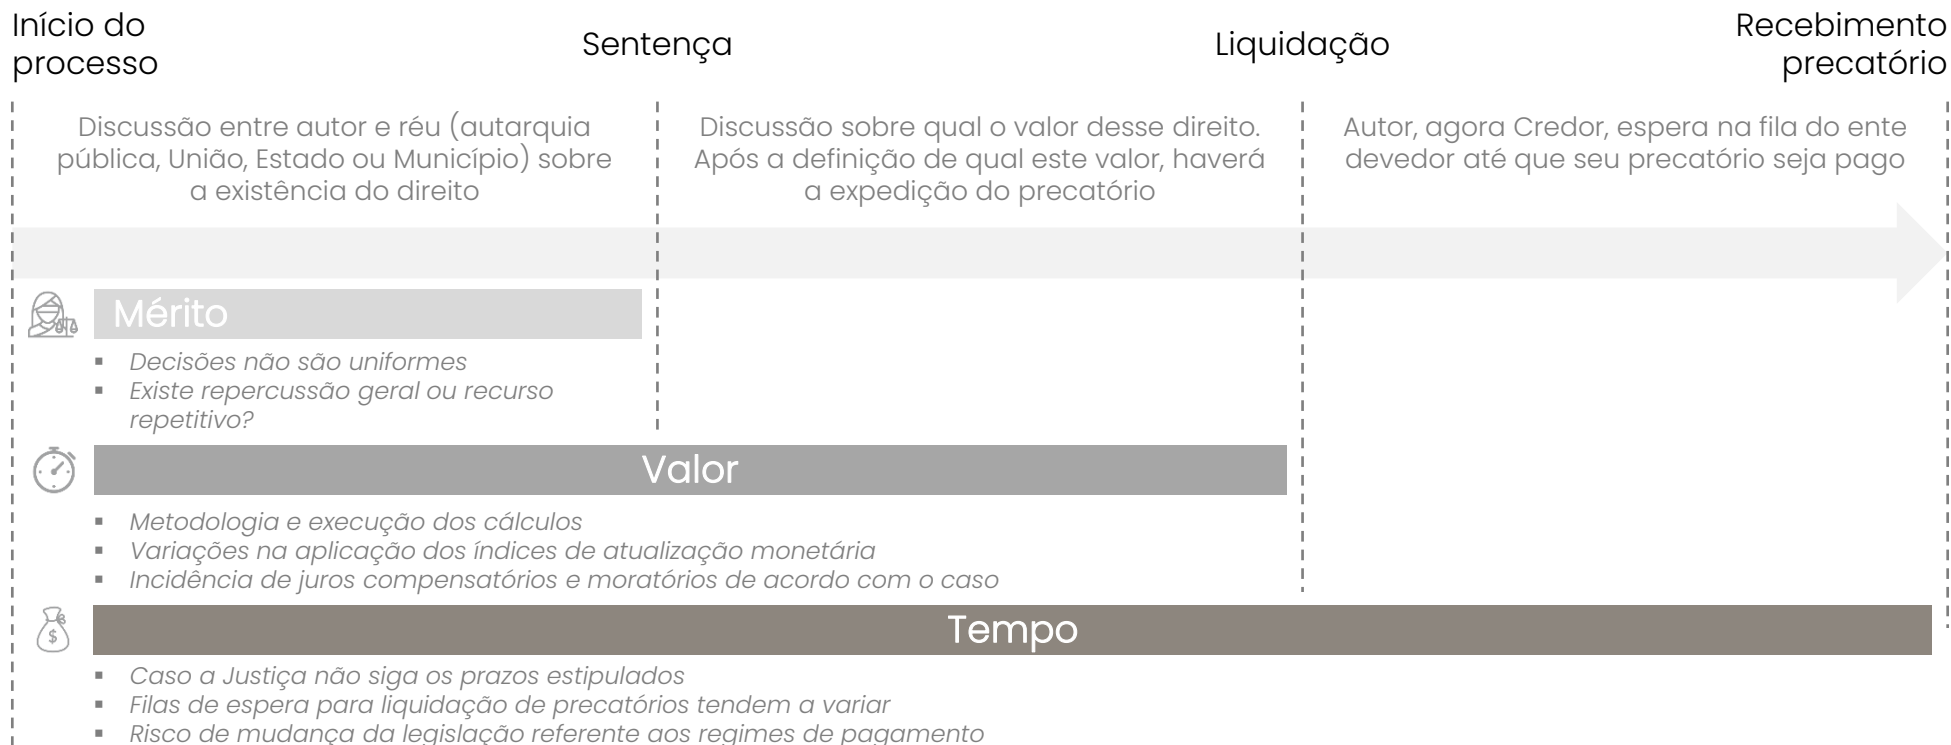 Início do
processo
Sentença
Liquidação
Recebimento
precatório
Discussão entre autor e réu (autarquia
pública, União, Estado ou Município) sobre
a existência do direito
Discussão sobre qual o valor desse direito.
Após a definição de qual este valor, haverá
a expedição do precatório
Autor, agora Credor, espera na fila do ente
devedor até que seu precatório seja pago
Mérito
▪ Decisões não são uniformes
▪ Existe repercussão geral ou recurso
repetitivo?
Valor
▪ Metodologia e execução dos cálculos
▪ Variações na aplicação dos índices de atualização monetária
▪ Incidência de juros compensatórios e moratórios de acordo com o caso
$
Tempo
▪ Caso a Justiça não siga os prazos estipulados
▪ Filas de espera para liquidação de precatórios tendem a variar
▪ Risco de mudança da legislação referente aos regimes de pagamento